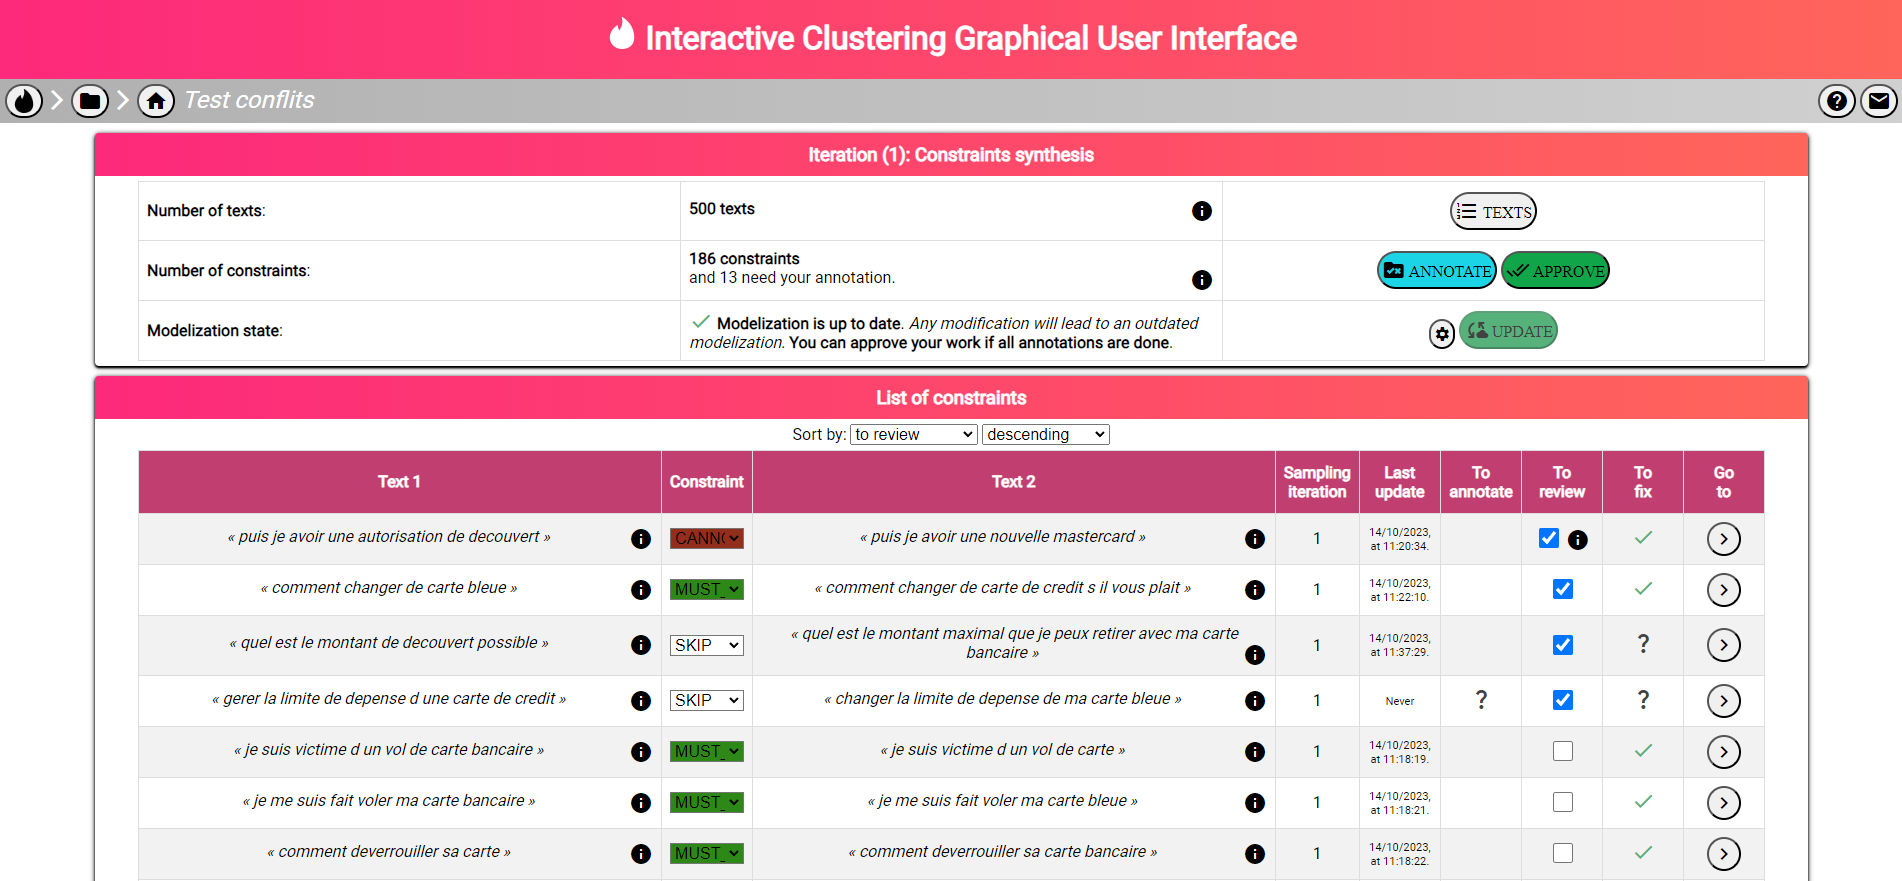 Interactive Clustering Graphical User Interface
Test conflits
Iteration (1): Constraints synthesis
Number of texts:
500 texts
TEXTS
Number of constraints:
186 constraints
and 13 need your annotation.
ANNOTATE
APPROVE
Modelization state:
Modelization is up to date. Any modification will lead to an outdated
modelization. You can approve your work if all annotations are done.
UPDATE
List of constraints
Sort by: to review descending
Text 1
Constraint
Text 2
Sampling
iteration
Last
update
To
annotate
To
review
To
fix
Go
to
« puis je avoir une autorisation de decouvert »
CANN
« puis je avoir une nouvelle mastercard »
1
14/10/2023,
at 11:20:34.
« comment changer de carte bleue »
MUST_
« comment changer de carte de credit s il vous plait »
1
14/10/2023,
at 11:22:10.
« quel est le montant de decouvert possible »
SKIP
« quel est le montant maximal que je peux retirer avec ma carte
bancaire »
1
14/10/2023,
at 11:37:29.
?
« gerer la limite de depense d une carte de credit »
SKIP
« changer la limite de depense de ma carte bleue »
1
Never
?
?
« je suis victime d un vol de carte bancaire »
MUST_
« je suis victime d un vol de carte »
1
14/10/2023,
at 11:18:19.
« je me suis fait voler ma carte bancaire »
MUST_
« je me suis fait voler ma carte bleue »
1
14/10/2023,
at 11:18:21.
« comment deverrouiller sa carte »
MUST_
« comment deverrouiller sa carte bancaire »
1
14/10/2023,
at 11:18:22.